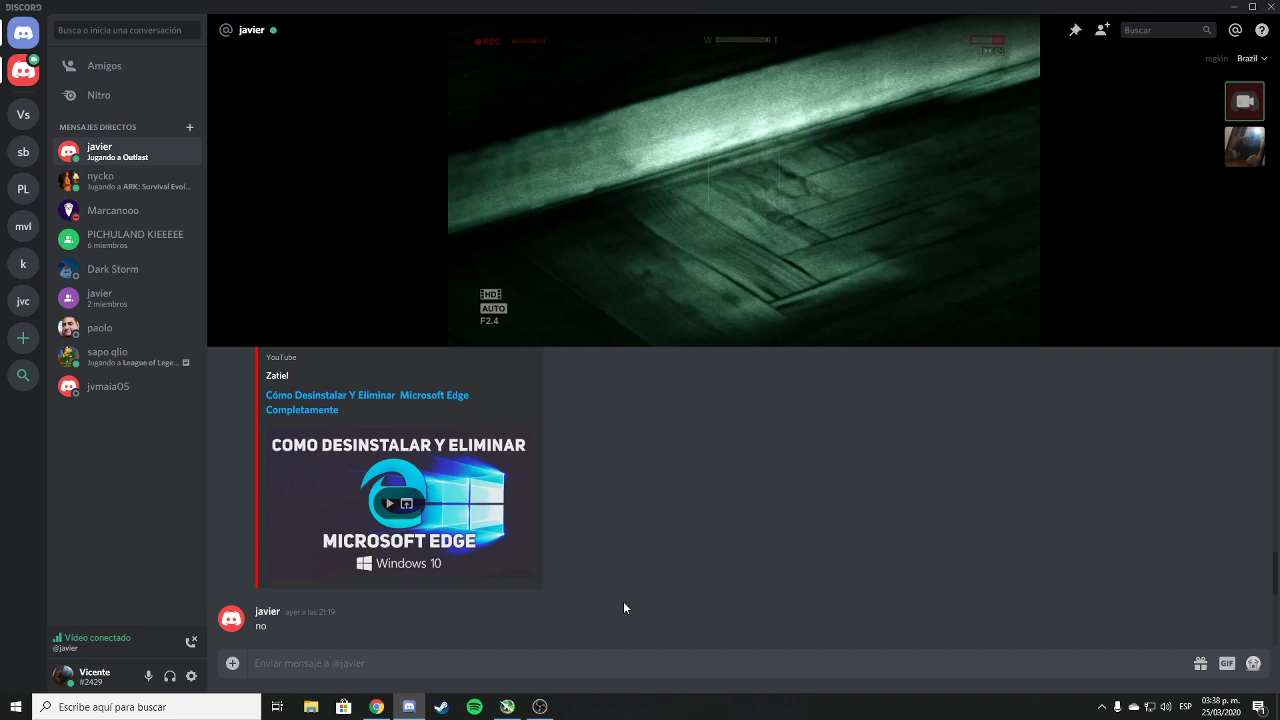 DISCORD
Busca o inicia una conversación
javier
Buscar
REC
W T
región Brazil
Amigos
Nitro
MENSAJES DIRECTOS
javier
Jugando a Outlast
nycko
Jugando a ARK: Survival Evol...
Marcanooo
PICHULAND KIEEEEE
6 miembros
Dark Storm
javier
2 miembros
paolo
sapo qlio
Jugando a League of Lege...
jvmaia05
Vs
sb
PL
mvl
k
jvc
HD
AUTO
F2.4
YouTube
Zatiel
Cómo Desinstalar Y Eliminar Microsoft Edge
Completamente
COMO DESINSTALAR Y ELIMINAR
MICROSOFT EDGE
Windows 10
javier ayer a las 21:19
no
Vídeo conectado
@javier
Vicente
#2429
Enviar mensaje a @javier
GIF
Escribe aquí para buscar
ESP
03:38 p. m.
25/03/2020